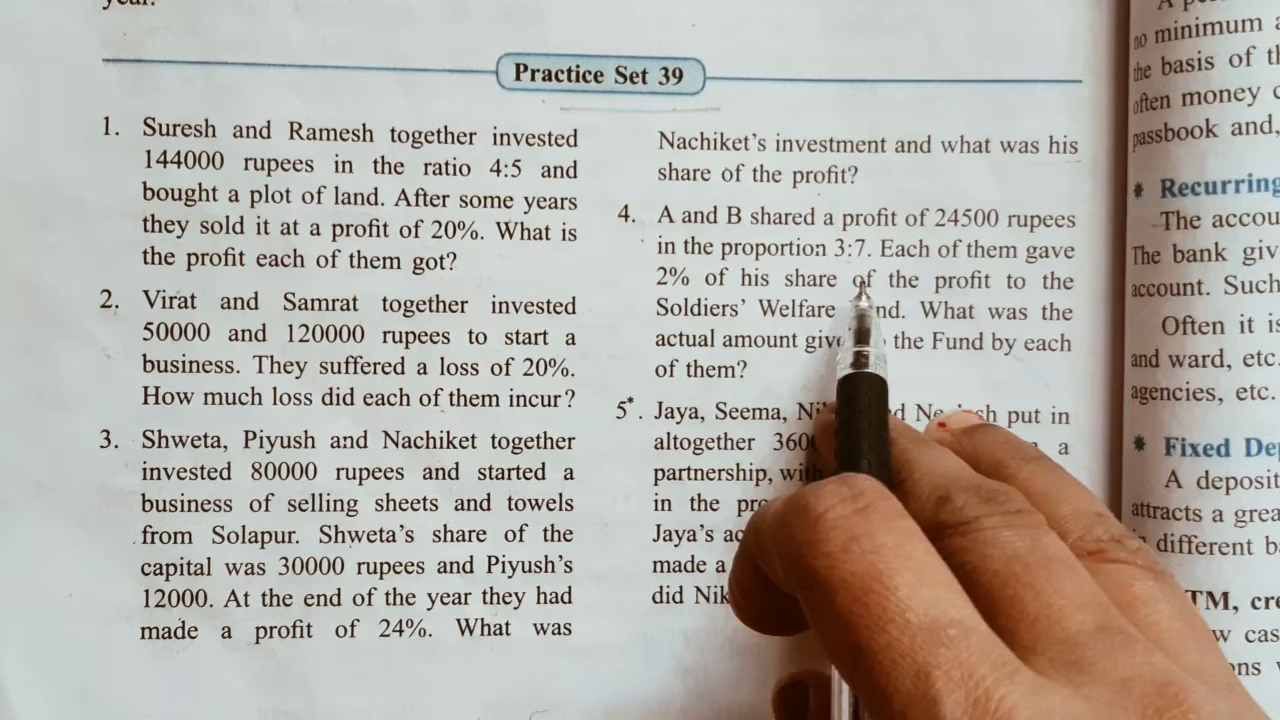 year.
Practice Set 39
1. Suresh and Ramesh together invested
144000 rupees in the ratio 4:5 and
bought a plot of land. After some years
they sold it at a profit of 20%. What is
the profit each of them got?
2. Virat and Samrat together invested
50000 and 120000 rupees to start a
business. They suffered a loss of 20%.
How much loss did each of them incur?
3. Shweta, Piyush and Nachiket together
invested 80000 rupees and started a
business of selling sheets and towels
from Solapur. Shweta's share of the
capital was 30000 rupees and Piyush's
12000. At the end of the year they had
made a profit of 24%. What was
Nachiket's investment and what was his
share of the profit?
4. A and B shared a profit of 24500 rupees
in the proportion 3:7. Each of them gave
2% of his share of the profit to the
Soldiers' Welfare What was the
actual amount the Fund by each
of them?
5*. Jaya, Seema, put in
altogether a
partnership,
in the
Jaya's
made a
did
no minimum
the basis of
often money
passbook and,
* Recurring
The
The bank
account. Such
Often it is
and ward, etc.
agencies, etc.
* Fixed
A
attracts a
different